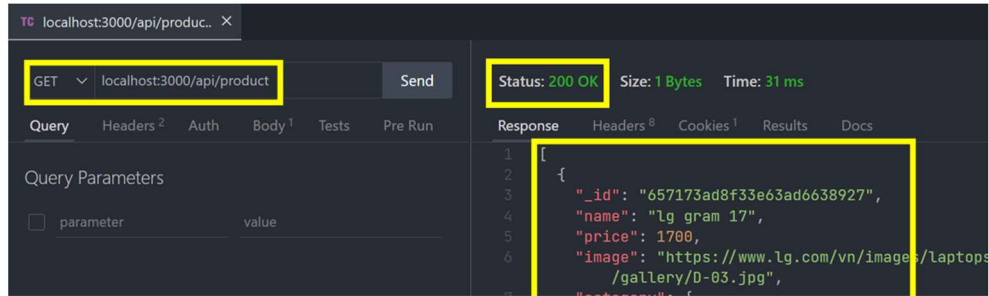 TC localhost:3000/api/produc.. ×
GET localhost:3000/api/product Send
Query Headers 2 Auth Body 1 Tests Pre Run
Query Parameters
parameter value
Status: 200 OK Size: 1 Bytes Time: 31 ms
Response Headers 8 Cookies 1 Results Docs
1 [
2 {
3 "_id": "657173ad8f33e63ad6638927",
4 "name": "lg gram 17",
5 "price": 1700,
6 "image": "https://www.lg.com/vn/images/laptops
/gallery/D-03.jpg",
7 "category": {